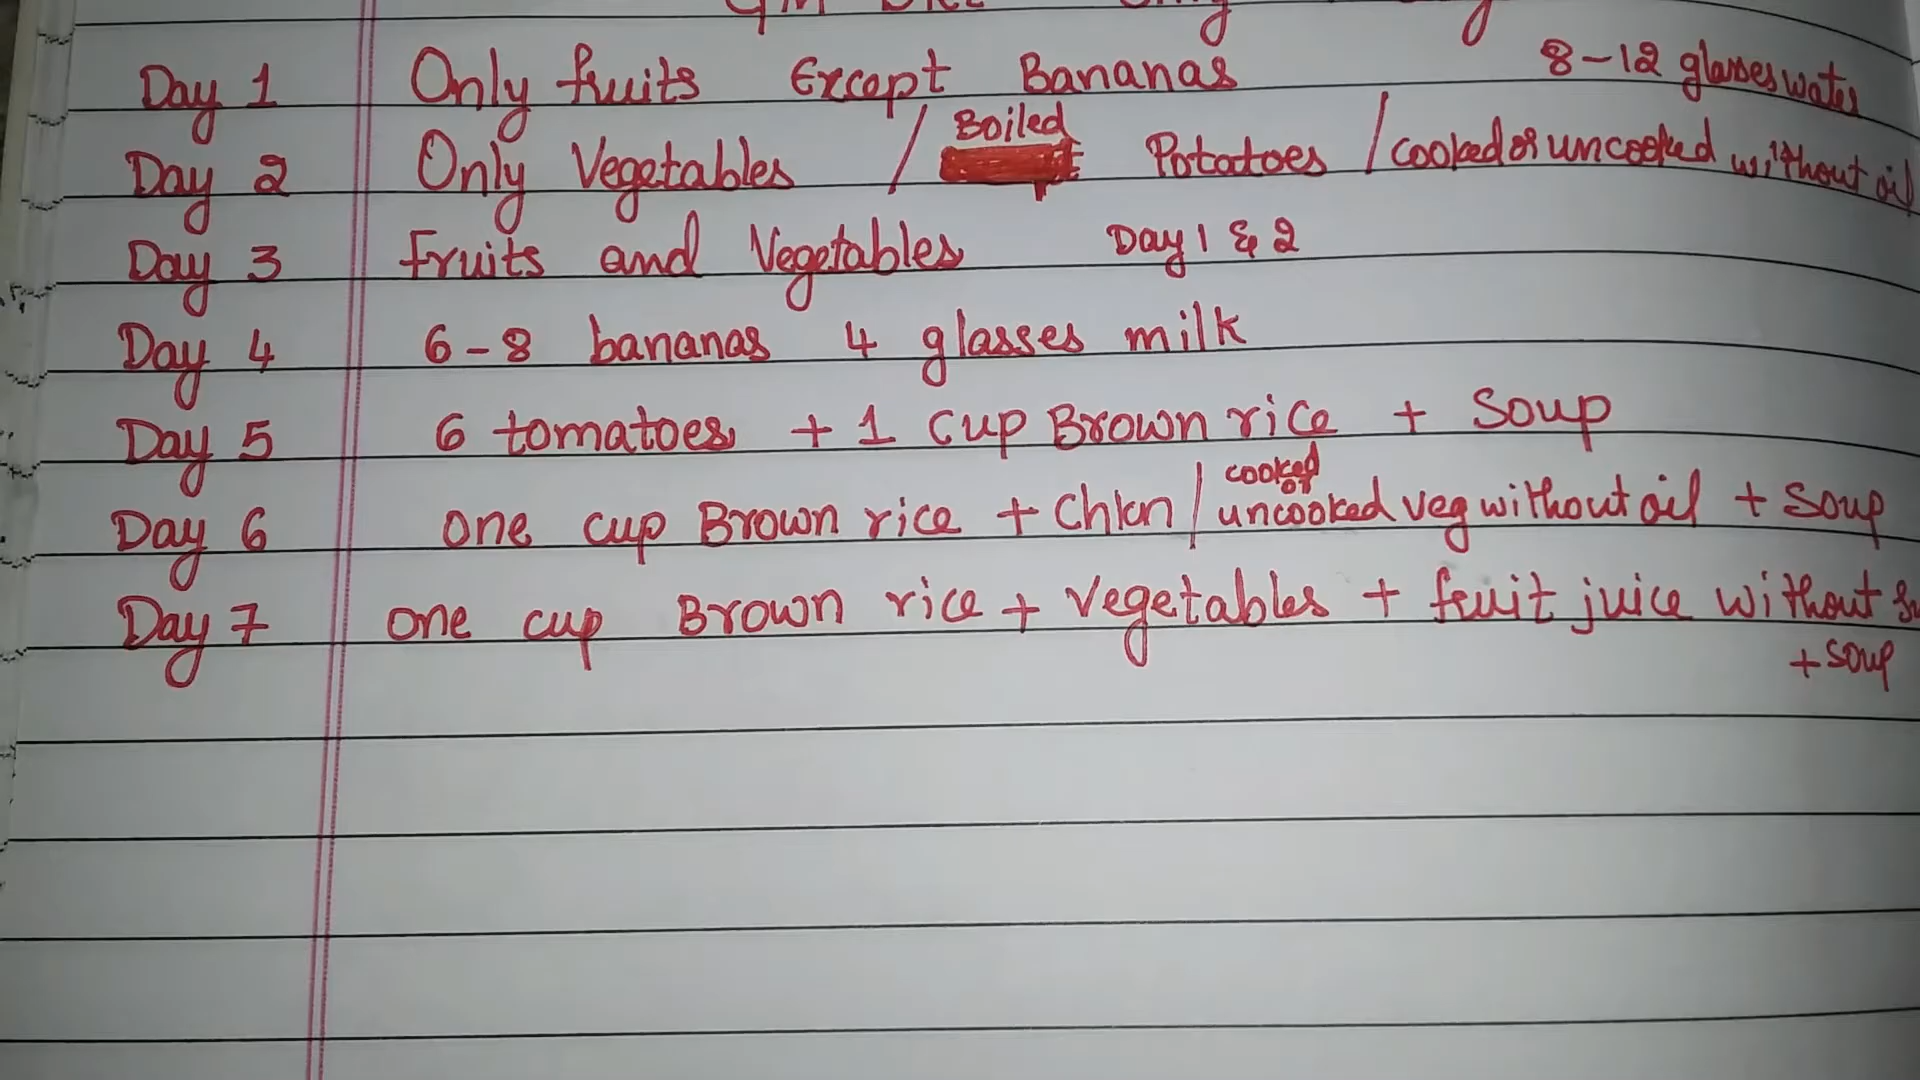 GM Diet only
Day 1 Only fruits Except Bananas 8-12 glasses water
Day 2 Only Vegetables / Boiled Potatoes / cooked or uncooked without oil
Day 3 Fruits and Vegetables Day 1 & 2
Day 4 6-8 bananas 4 glasses milk
Day 5 6 tomatoes + 1 cup Brown rice + Soup
Day 6 one cup Brown rice + Chkn / cooked or uncooked veg without oil + Soup
Day 7 one cup Brown rice + Vegetables + fruit juice without
+ Soup